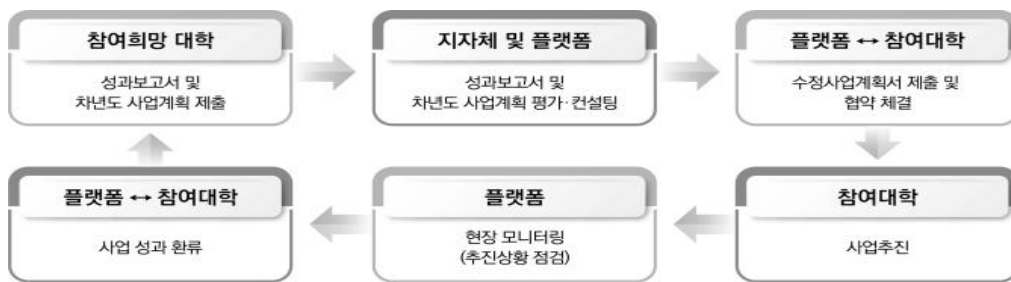 참여희망 대학
성과보고서 및
차년도 사업계획 제출
지자체 및 플랫폼
성과보고서 및
차년도 사업계획 평가·컨설팅
플랫폼 ↔ 참여대학
수정사업계획서 제출 및
협약 체결
참여대학
사업추진
플랫폼
현장 모니터링
(추진상황 점검)
플랫폼 ↔ 참여대학
사업 성과 환류